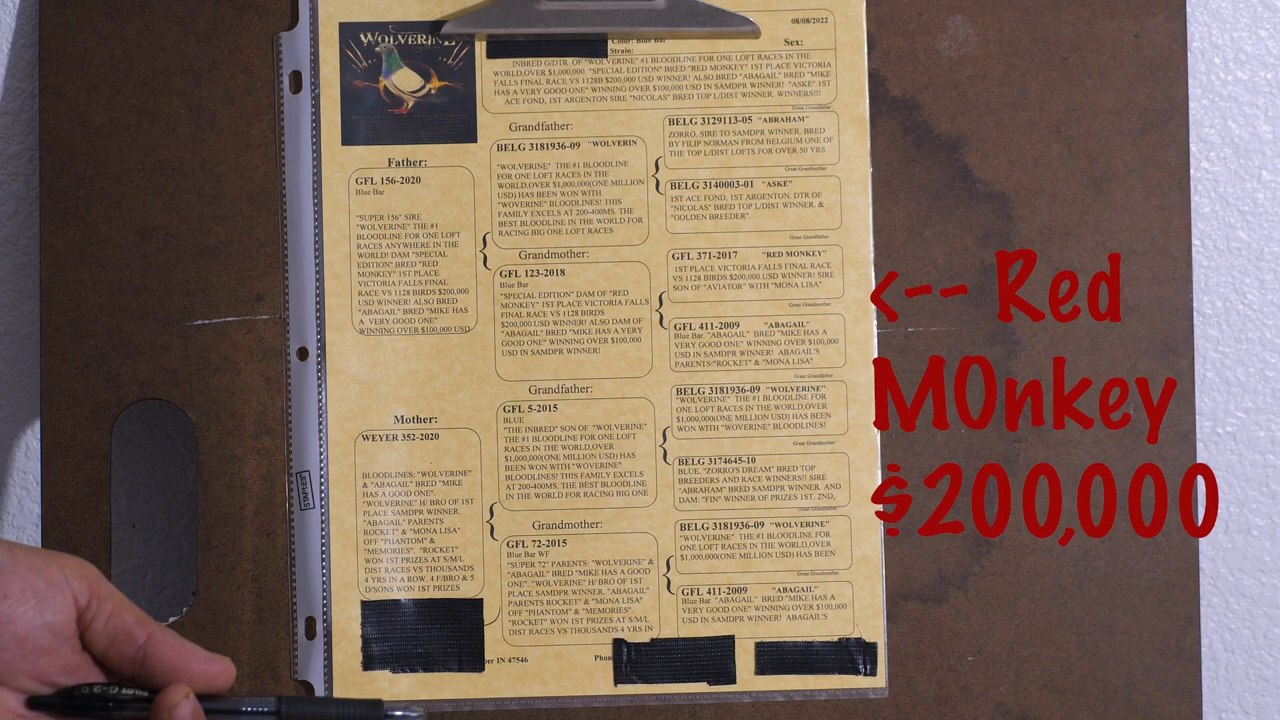 WOLVERINE
08/08/2022
Color: Blue Bar
Strain:
Sex:
INBRED G/DTR OF "WOLVERINE" #1 BLOODLINE FOR ONE LOFT RACES IN THE
WORLD,OVER $1,000,000. "SPECIAL EDITION" BRED "RED MONKEY" 1ST PLACE VICTORIA
FALLS FINAL RACE VS 1128B $200,000 USD WINNER! ALSO BRED "ABAGAIL" BRED "MIKE
HAS A VERY GOOD ONE" WINNING OVER $100,000 USD IN SAMDPR WINNER! "ASKE" 1ST
ACE FOND, 1ST ARGENTON SIRE "NICOLAS" BRED TOP L/DIST WINNER. WINNERS!!!
Father:
GFL 156-2020
Blue Bar
"SUPER 156" SIRE
"WOLVERINE" THE #1
BLOODLINE FOR ONE LOFT
RACES ANYWHERE IN THE
WORLD! DAM "SPECIAL
EDITION" BRED "RED
MONKEY" 1ST PLACE
VICTORIA FALLS FINAL
RACE VS 1128 BIRDS $200,000
USD WINNER! ALSO BRED
"ABAGAIL" BRED "MIKE HAS
A VERY GOOD ONE"
WINNING OVER $100,000 USD
Mother:
WEYER 352-2020
BLOODLINES: "WOLVERINE"
& "ABAGAIL" BRED "MIKE
HAS A GOOD ONE".
"WOLVERINE" H/ BRO OF 1ST
PLACE SAMDPR WINNER.
"ABAGAIL" PARENTS
ROCKET" & "MONA LISA"
OFF "PHANTOM" &
"MEMORIES". "ROCKET"
WON 1ST PRIZES AT S/M/L
DIST RACES VS THOUSANDS
4 YRS IN A ROW. 4 F/BRO & 5
D/SONS WON 1ST PRIZES
Grandfather:
BELG 3181936-09 "WOLVERIN
"WOLVERINE" THE #1 BLOODLINE
FOR ONE LOFT RACES IN THE
WORLD,OVER $1,000,000(ONE MILLION
USD) HAS BEEN WON WITH
"WOVERINE" BLOODLINES! THIS
FAMILY EXCELS AT 200-400MS. THE
BEST BLOODLINE IN THE WORLD FOR
RACING BIG ONE LOFT RACES
Grandmother:
GFL 123-2018
Blue Bar
"SPECIAL EDITION" DAM OF "RED
MONKEY" 1ST PLACE VICTORIA FALLS
FINAL RACE VS 1128 BIRDS
$200,000.USD WINNER! ALSO DAM OF
"ABAGAIL" BRED "MIKE HAS A VERY
GOOD ONE" WINNING OVER $100,000
USD IN SAMDPR WINNER!
Grandfather:
GFL 5-2015
BLUE
"THE INBRED" SON OF "WOLVERINE"
THE #1 BLOODLINE FOR ONE LOFT
RACES IN THE WORLD,OVER
$1,000,000(ONE MILLION USD) HAS
BEEN WON WITH "WOVERINE"
BLOODLINES! THIS FAMILY EXCELS
AT 200-400MS. THE BEST BLOODLINE
IN THE WORLD FOR RACING BIG ONE
Grandmother:
GFL 72-2015
Blue Bar WF
"SUPER 72" PARENTS: "WOLVERINE" &
"ABAGAIL" BRED "MIKE HAS A GOOD
ONE". "WOLVERINE" H/ BRO OF 1ST
PLACE SAMDPR WINNER. "ABAGAIL"
PARENTS ROCKET" & "MONA LISA"
OFF "PHANTOM" & "MEMORIES".
"ROCKET" WON 1ST PRIZES AT S/M/L
DIST RACES VS THOUSANDS 4 YRS IN
Great Grandfather
BELG 3129113-05 "ABRAHAM"
ZORRO, SIRE TO SAMDPR WINNER, BRED
BY FILIP NORMAN FROM BELGIUM ONE OF
THE TOP L/DIST LOFTS FOR OVER 50 YRS.
Great Grandmother
BELG 3140003-01 "ASKE"
1ST ACE FOND, 1ST ARGENTON. DTR OF
"NICOLAS" BRED TOP L/DIST WINNER, &
"GOLDEN BREEDER".
Great Grandfather
GFL 371-2017 "RED MONKEY"
1ST PLACE VICTORIA FALLS FINAL RACE
VS 1128 BIRDS $200,000.USD WINNER! SIRE
SON OF "AVIATOR" WITH "MONA LISA"
Great Grandmother
GFL 411-2009 "ABAGAIL"
Blue Bar. "ABAGAIL" BRED "MIKE HAS A
VERY GOOD ONE" WINNING OVER $100,000
USD IN SAMDPR WINNER! ABAGAIL'S
PARENTS:"ROCKET" & "MONA LISA"
Great Grandfather
BELG 3181936-09 "WOLVERINE"
"WOLVERINE" THE #1 BLOODLINE FOR
ONE LOFT RACES IN THE WORLD,OVER
$1,000,000(ONE MILLION USD) HAS BEEN
WON WITH "WOVERINE" BLOODLINES!
Great Grandmother
BELG 3174645-10
BLUE. "ZORRO'S DREAM" BRED TOP
BREEDERS AND RACE WINNERS!! SIRE
"ABRAHAM" BRED SAMDPR WINNER. AND
DAM: "FIN" WINNER OF PRIZES 1ST, 2ND,
Great Grandfather
BELG 3181936-09 "WOLVERINE"
"WOLVERINE" THE #1 BLOODLINE FOR
ONE LOFT RACES IN THE WORLD,OVER
$1,000,000(ONE MILLION USD) HAS BEEN
Great Grandmother
GFL 411-2009 "ABAGAIL"
Blue Bar. "ABAGAIL" BRED "MIKE HAS A
VERY GOOD ONE" WINNING OVER $100,000
USD IN SAMDPR WINNER! ABAGAIL'S
er IN 47546
Phon
STAPLES
PILOT G-2
<-- Red
MOnkey
$200,000